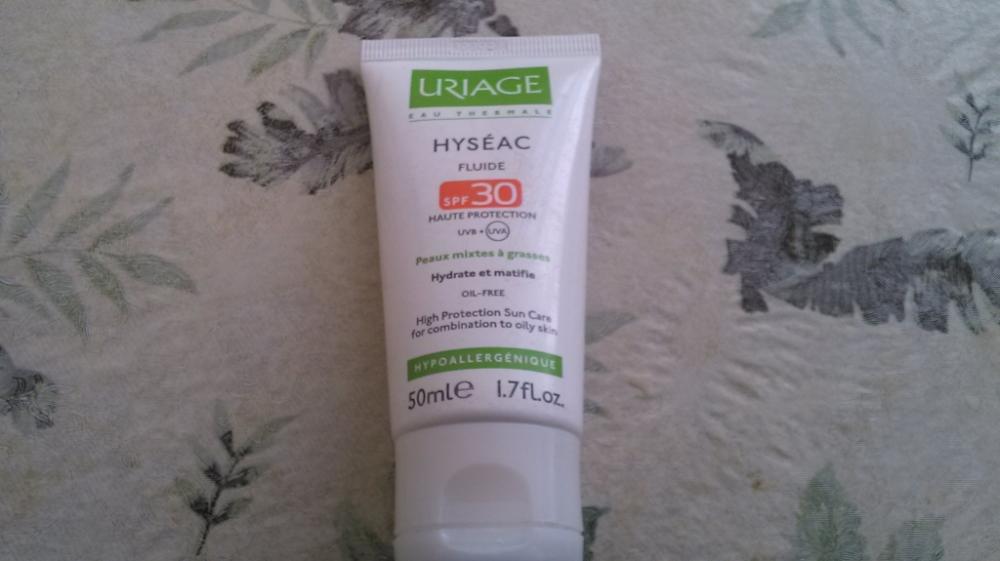 URIAGE
EAU THERMALE
HYSÉAC
FLUIDE
SPF 30
HAUTE PROTECTION
UVB + UVA
Peaux mixtes à grasses
Hydrate et matifie
OIL-FREE
High Protection Sun Care
for combination to oily skin
HYPOALLERGÉNIQUE
50ml e 1.7fl.oz.